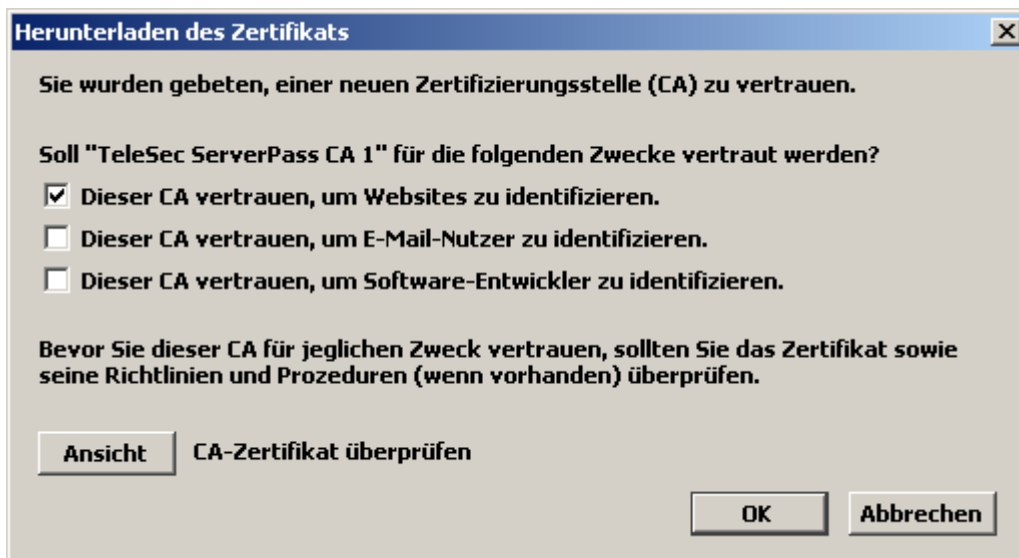 Herunterladen des Zertifikats
Sie wurden gebeten, einer neuen Zertifizierungsstelle (CA) zu vertrauen.
Soll "TeleSec ServerPass CA 1" für die folgenden Zwecke vertraut werden?
Dieser CA vertrauen, um Websites zu identifizieren.
Dieser CA vertrauen, um E-Mail-Nutzer zu identifizieren.
Dieser CA vertrauen, um Software-Entwickler zu identifizieren.
Bevor Sie dieser CA für jeglichen Zweck vertrauen, sollten Sie das Zertifikat sowie
seine Richtlinien und Prozeduren (wenn vorhanden) überprüfen.
Ansicht CA-Zertifikat überprüfen
OK Abbrechen